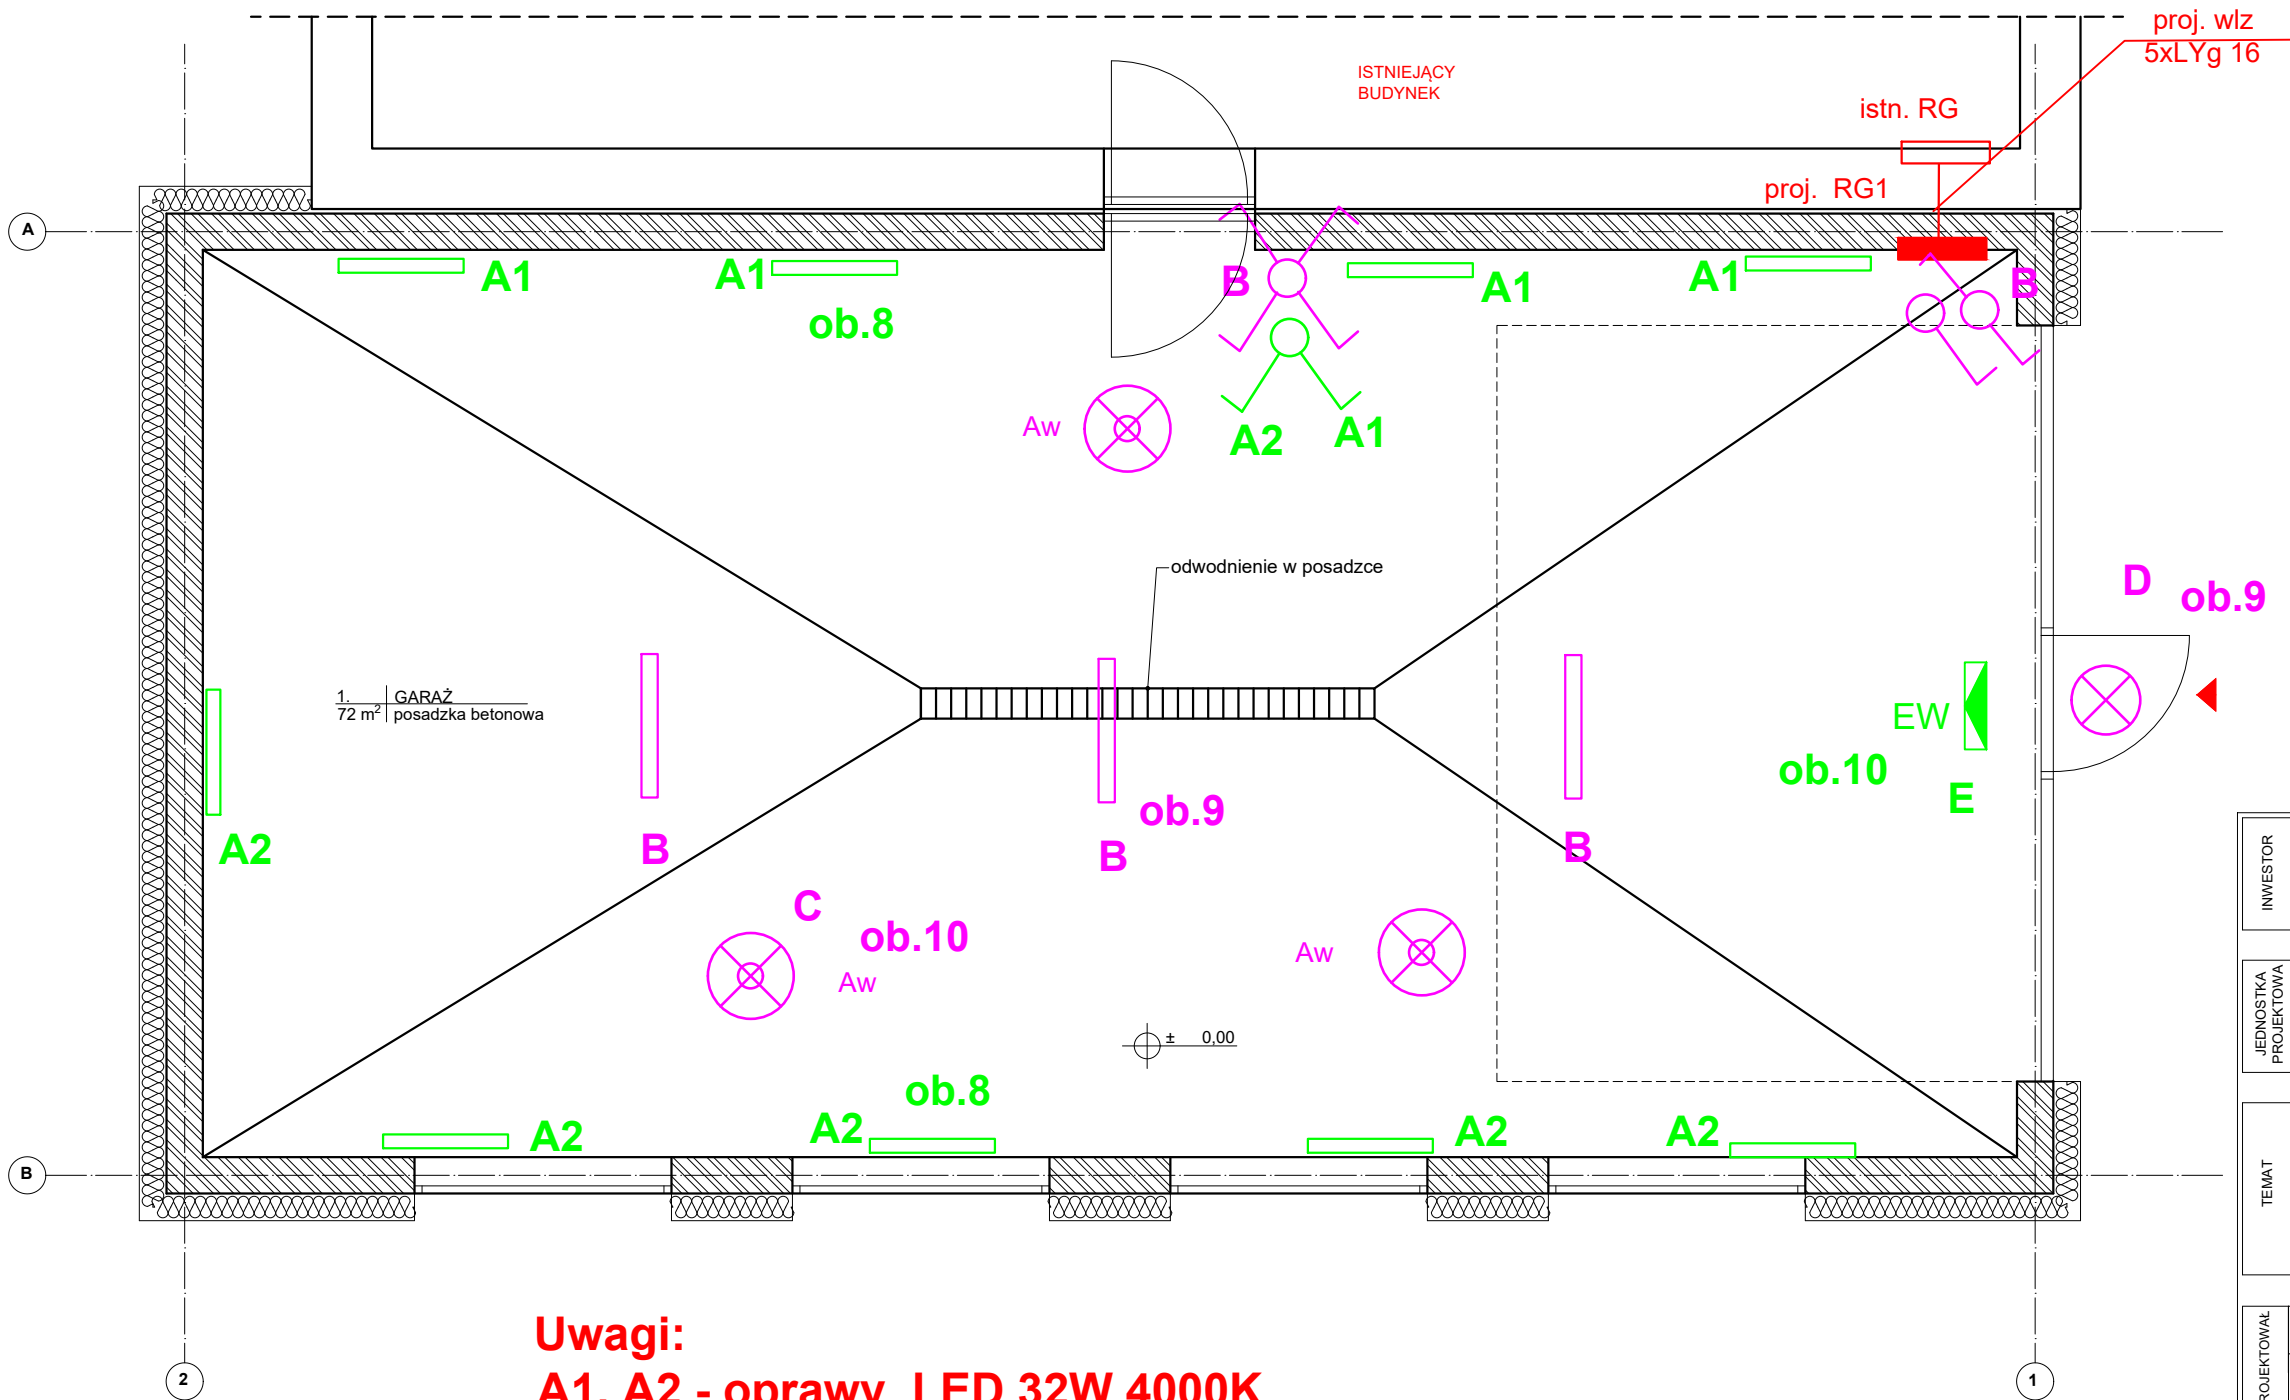 proj. wlz
5xLYg 16
ISTNIEJĄCY
BUDYNEK
istn. RG
proj. RG1
A
A1
A1
B
A1
A1
B
ob.8
Aw
A2
A1
odwodnienie w posadzce
D
ob.9
1. GARAŻ
72 m² posadzka betonowa
EW
ob.10
E
A2
B
ob.9
B
B
C
ob.10
Aw
Aw
± 0,00
ob.8
A2
A2
A2
A2
B
INWESTOR
JEDNOSTKA
PROJEKTOWA
TEMAT
Uwagi:
A1, A2 - oprawy LED 32W 4000K
2
1